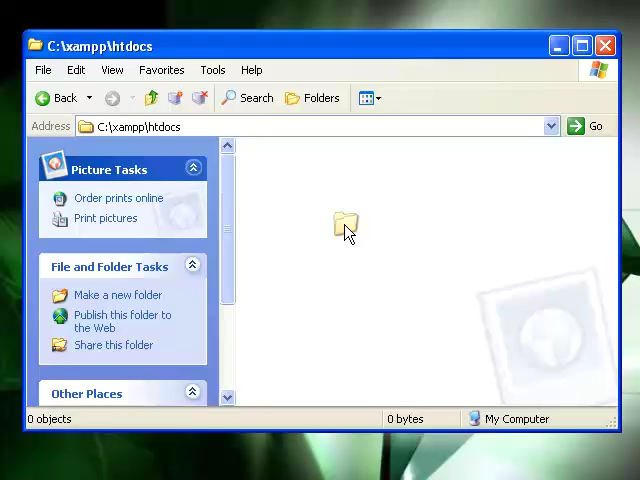 C:\xampp\htdocs
File Edit View Favorites Tools Help
Back Search Folders
Address C:\xampp\htdocs Go
Picture Tasks
Order prints online
Print pictures
File and Folder Tasks
Make a new folder
Publish this folder to
the Web
Share this folder
Other Places
0 objects 0 bytes My Computer